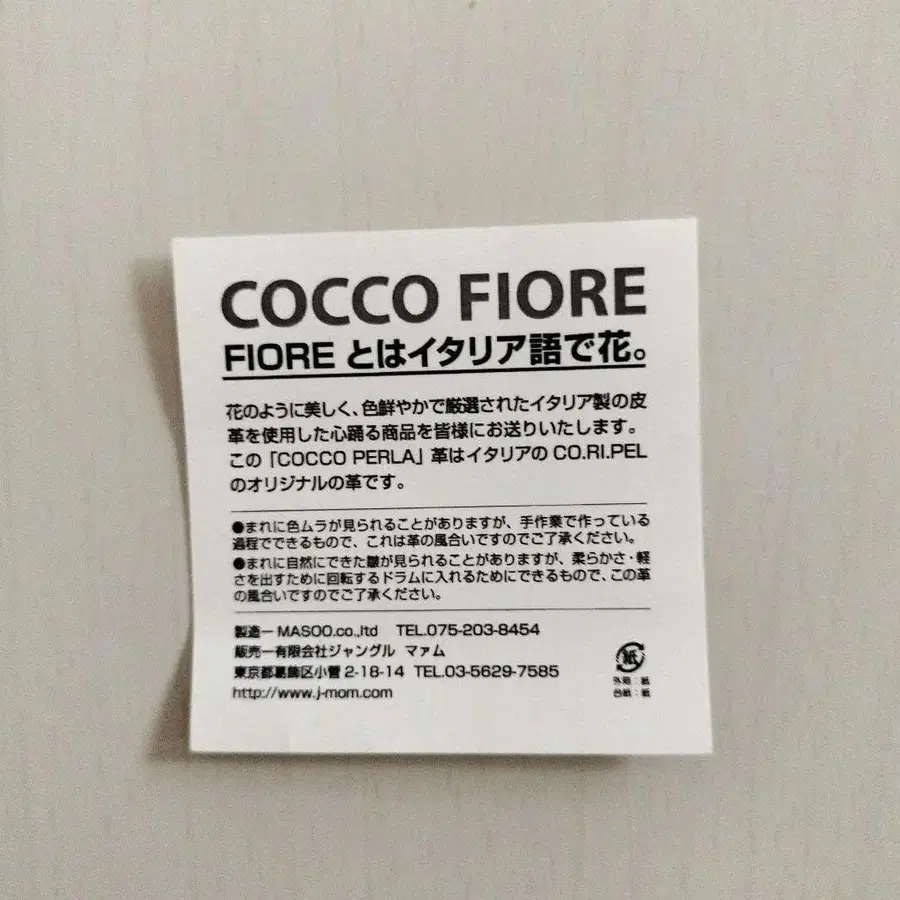 COCCO FIORE
FIORE とはイタリア語で花。
花のように美しく、色鮮やかで厳選されたイタリア製の皮
革を使用した心踊る商品を皆様にお送りいたします。
この「COCCO PERLA」革はイタリアの CO.RI.PEL
のオリジナルの革です。
●まれに色ムラが見られることがありますが、手作業で作っている
過程でできるもので、これは革の風合いですのでご了承ください。
●まれに自然にできた皺が見られることがありますが、柔らかさ・軽
さを出すために回転するドラムに入れるためにできるもので、この革
の風合いですのでご了承ください。
製造ー MASOO.co.,ltd TEL.075-203-8454
販売ー有限会社ジャングル マァム
東京都葛飾区小菅 2-18-14 TEL.03-5629-7585
http://www.j-mom.com
紙
外箱：紙
台紙：紙